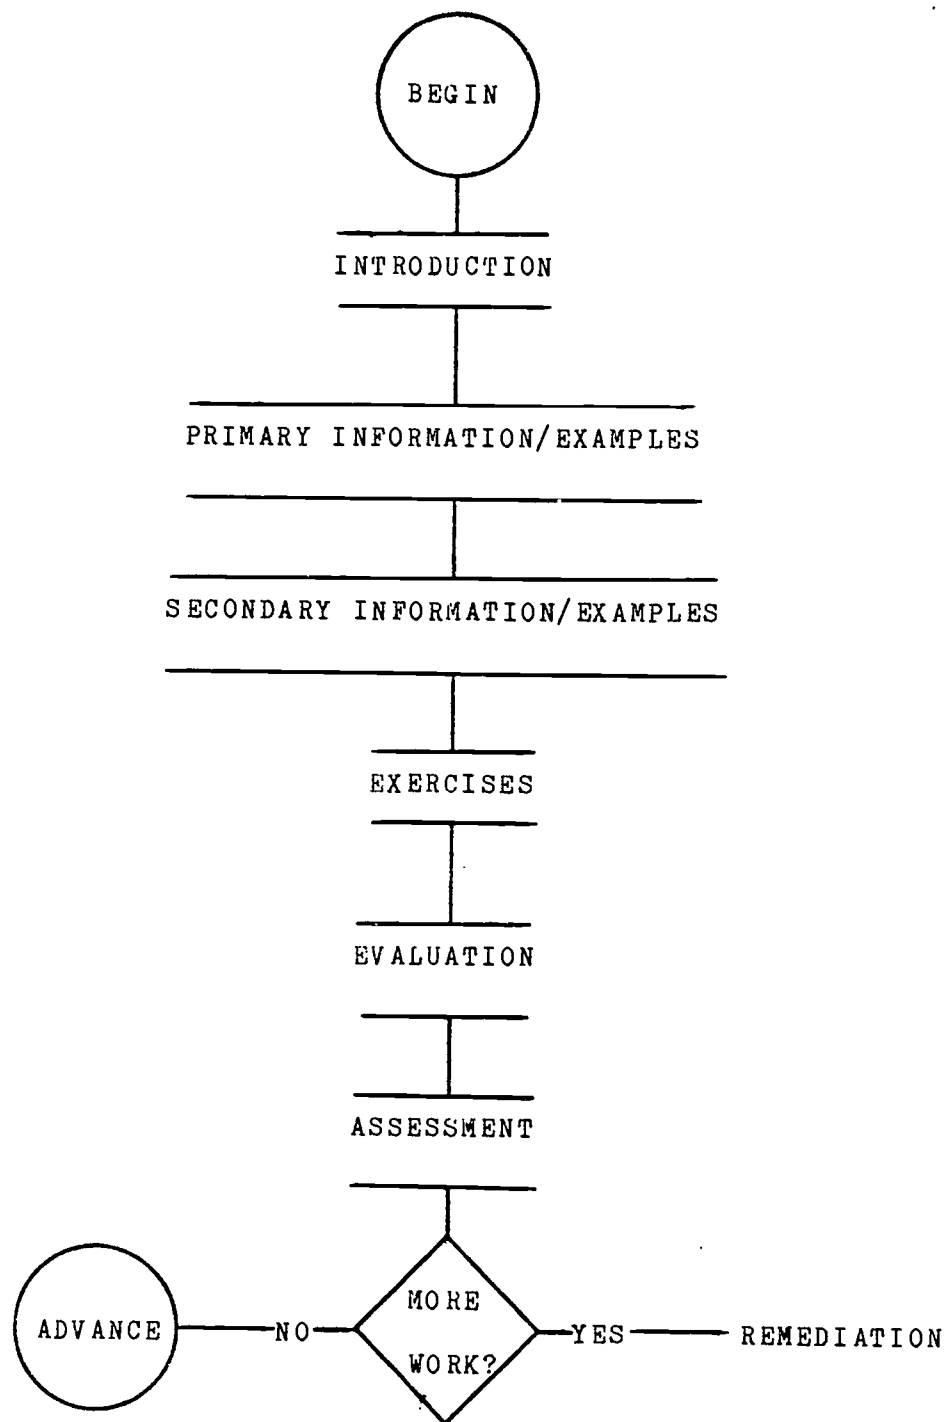 BEGIN
INTRODUCTION
PRIMARY INFORMATION/EXAMPLES
SECONDARY INFORMATION/EXAMPLES
EXERCISES
EVALUATION
ASSESSMENT
MORE
ADVANCE NO YES REMEDIATION
WORK?